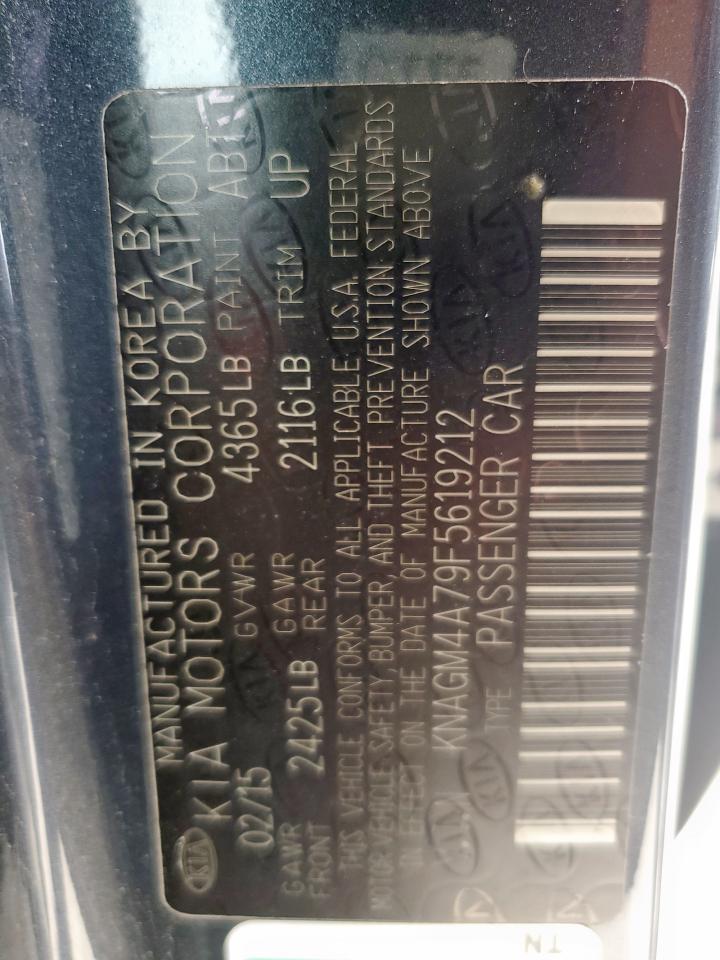 MANUFACTURED IN KOREA BY
KIA KIA MOTORS CORPORATION
02/15 GVWR 4365LB PAINT
GAWR FRONT 2425LB GAWR REAR 2116LB TRIM UP
THIS VEHICLE CONFORMS TO ALL APPLICABLE U.S.A. FEDERAL
MOTOR VEHICLE SAFETY, BUMPER, AND THEFT PREVENTION STANDARDS
IN EFFECT ON THE DATE OF MANUFACTURE SHOWN ABOVE
KNAGM4A79F5619212
TYPE PASSENGER CAR